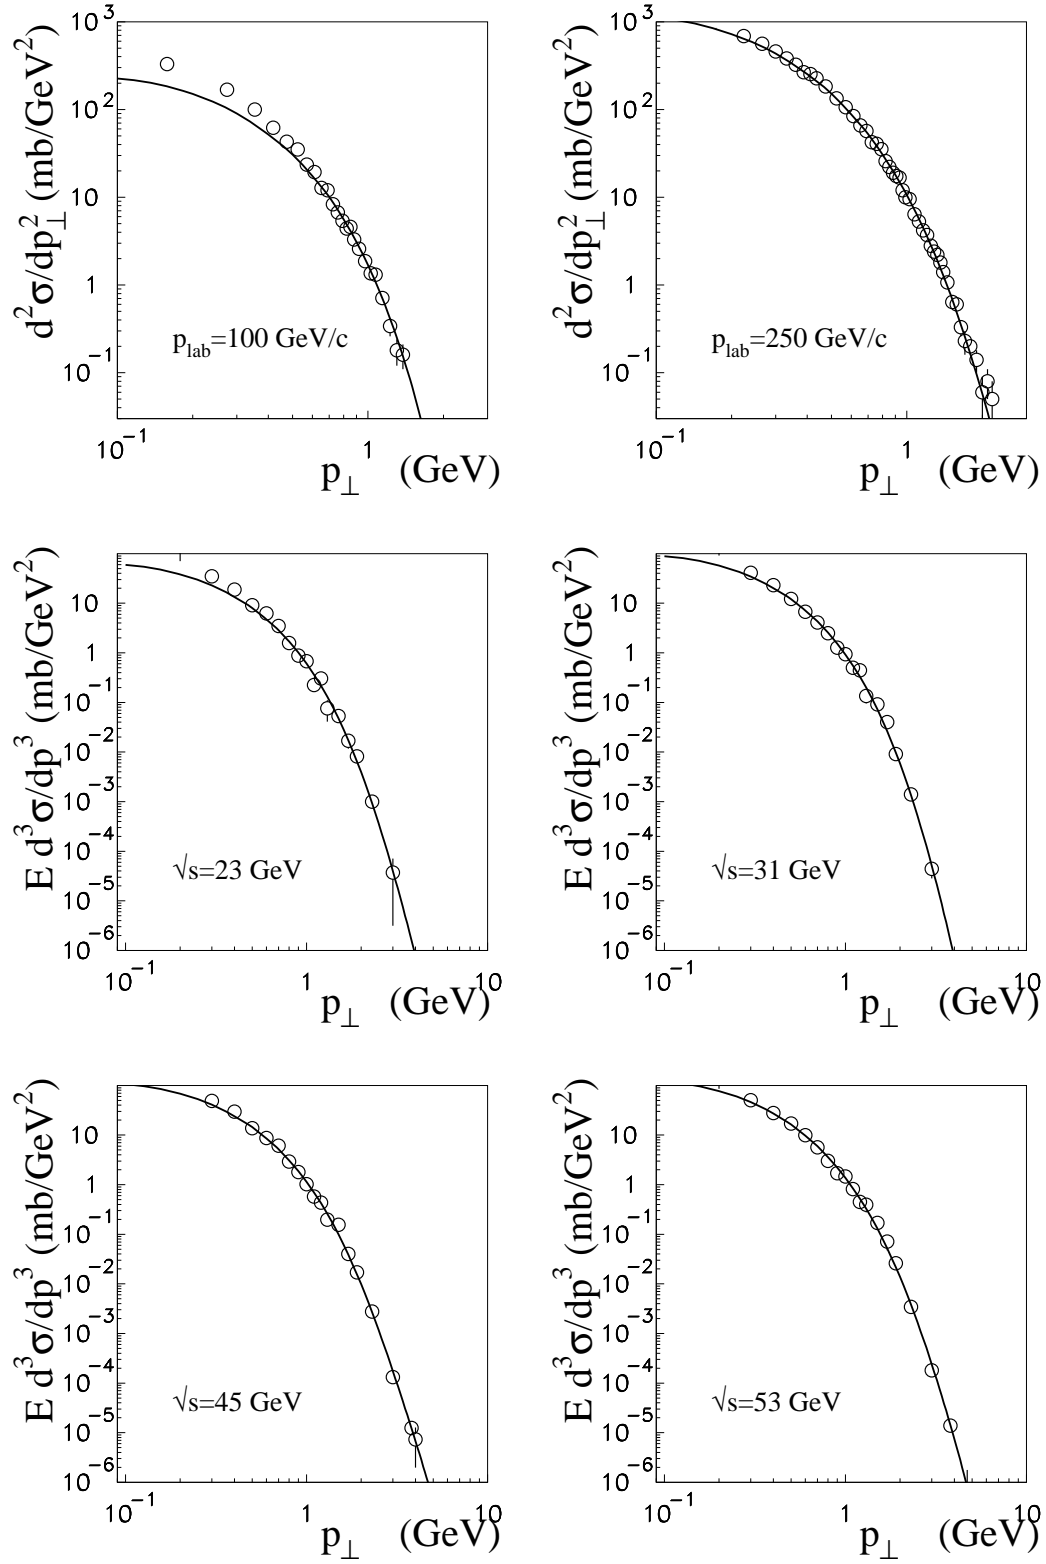 d²σ/dp⊥² (mb/GeV²)
10³
10²
10
1
10⁻¹
p_lab=100 GeV/c
10⁻¹ 1
p⊥ (GeV)
d²σ/dp⊥² (mb/GeV²)
10³
10²
10
1
10⁻¹
p_lab=250 GeV/c
10⁻¹ 1
p⊥ (GeV)
E d³σ/dp³ (mb/GeV²)
10
1
10⁻¹
10⁻²
10⁻³
10⁻⁴
10⁻⁵
10⁻⁶
√s=23 GeV
10⁻¹ 1 10
p⊥ (GeV)
E d³σ/dp³ (mb/GeV²)
10
1
10⁻¹
10⁻²
10⁻³
10⁻⁴
10⁻⁵
10⁻⁶
√s=31 GeV
10⁻¹ 1 10
p⊥ (GeV)
E d³σ/dp³ (mb/GeV²)
10
1
10⁻¹
10⁻²
10⁻³
10⁻⁴
10⁻⁵
10⁻⁶
√s=45 GeV
10⁻¹ 1 10
p⊥ (GeV)
E d³σ/dp³ (mb/GeV²)
10
1
10⁻¹
10⁻²
10⁻³
10⁻⁴
10⁻⁵
10⁻⁶
√s=53 GeV
10⁻¹ 1 10
p⊥ (GeV)